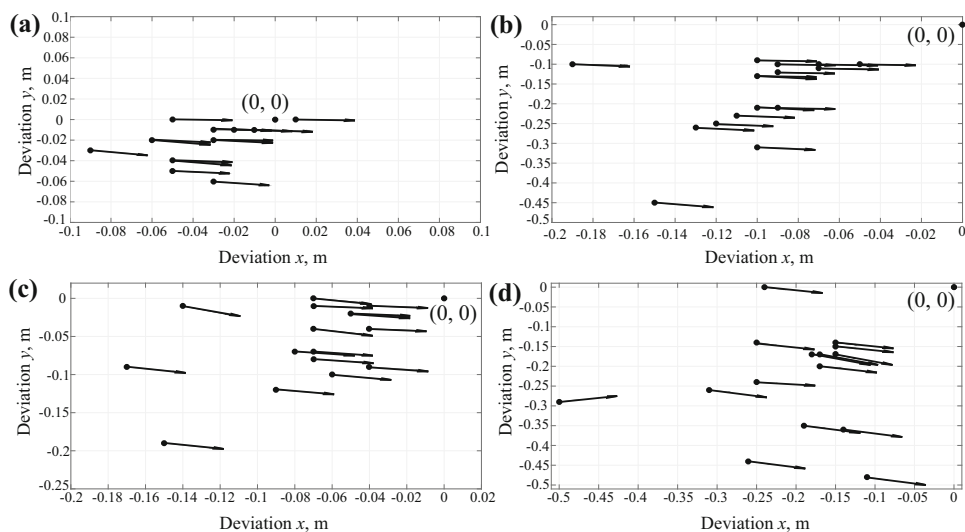 (a)
0.1
0.08
0.06
0.04
0.02
0
-0.02
-0.04
-0.06
-0.08
0.1
Deviation y, m
(0, 0)
-0.1 -0.08 -0.06 -0.04 -0.02 0 0.02 0.04 0.06 0.08 0.1
Deviation x, m
(b)
0
-0.05
-0.1
-0.15
-0.2
-0.25
-0.3
-0.35
-0.4
-0.45
-0.5
Deviation y, m
(0, 0)
-0.2 -0.18 -0.16 -0.14 -0.12 -0.1 -0.08 -0.06 -0.04 -0.02 0
Deviation x, m
(c)
0
-0.05
-0.1
-0.15
-0.2
-0.25
Deviation y, m
(0, 0)
-0.2 -0.18 -0.16 -0.14 -0.12 -0.1 -0.08 -0.06 -0.04 -0.02 0 0.02
Deviation x, m
(d)
0
-0.05
-0.1
-0.15
-0.2
-0.25
-0.3
-0.35
-0.4
-0.45
-0.5
Deviation y, m
(0, 0)
-0.5 -0.45 -0.4 -0.35 -0.3 -0.25 -0.2 -0.15 -0.1 -0.05 0
Deviation x, m